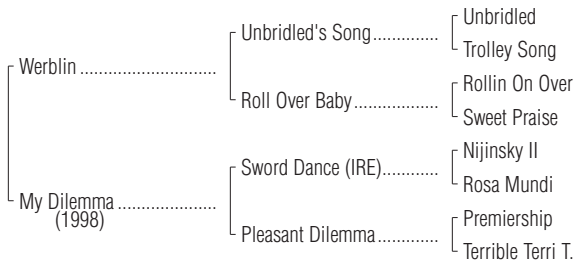 Unbridled
Unbridled's Song..............
Trolley Song
Werblin .............................
Rollin On Over
Roll Over Baby.................
Sweet Praise
Nijinsky II
Sword Dance (IRE)............
Rosa Mundi
My Dilemma .....................
(1998)
Premiership
Pleasant Dilemma............
Terrible Terri T.